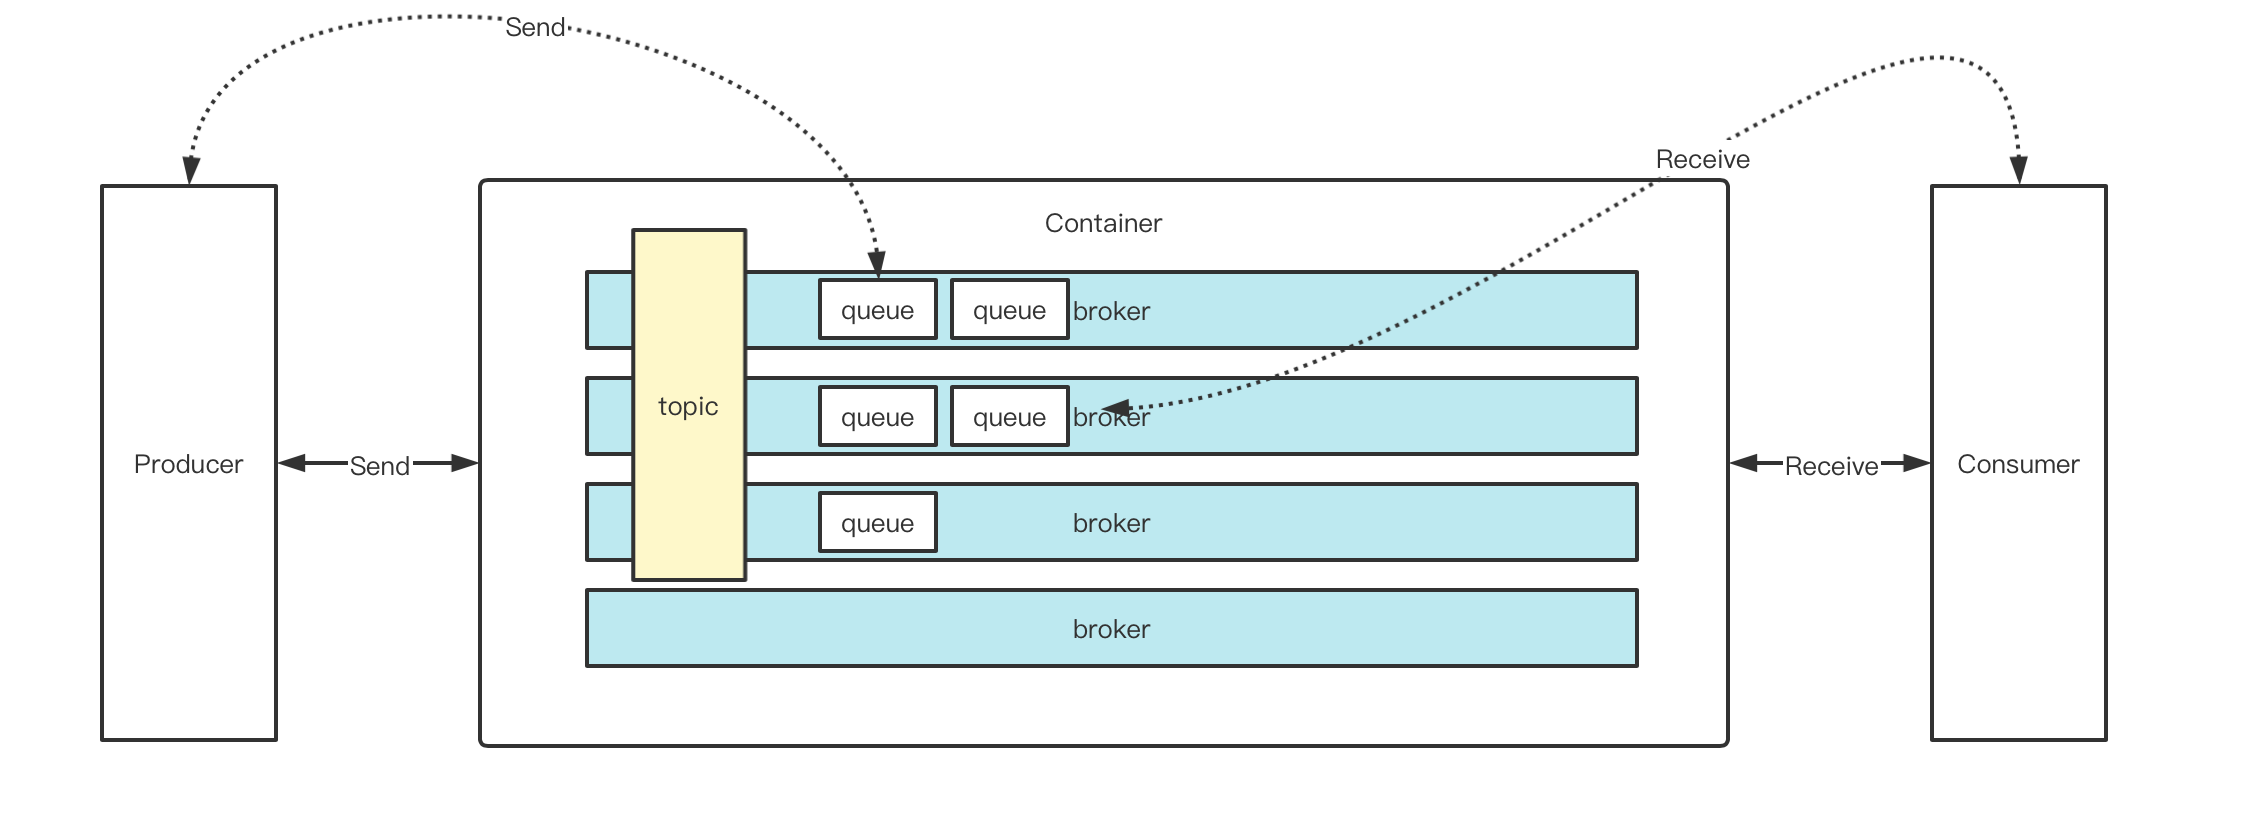 Send
Receive
Container
queue
queue
broker
topic
queue
queue
broker
Producer
Send
Receive
Consumer
queue
broker
broker